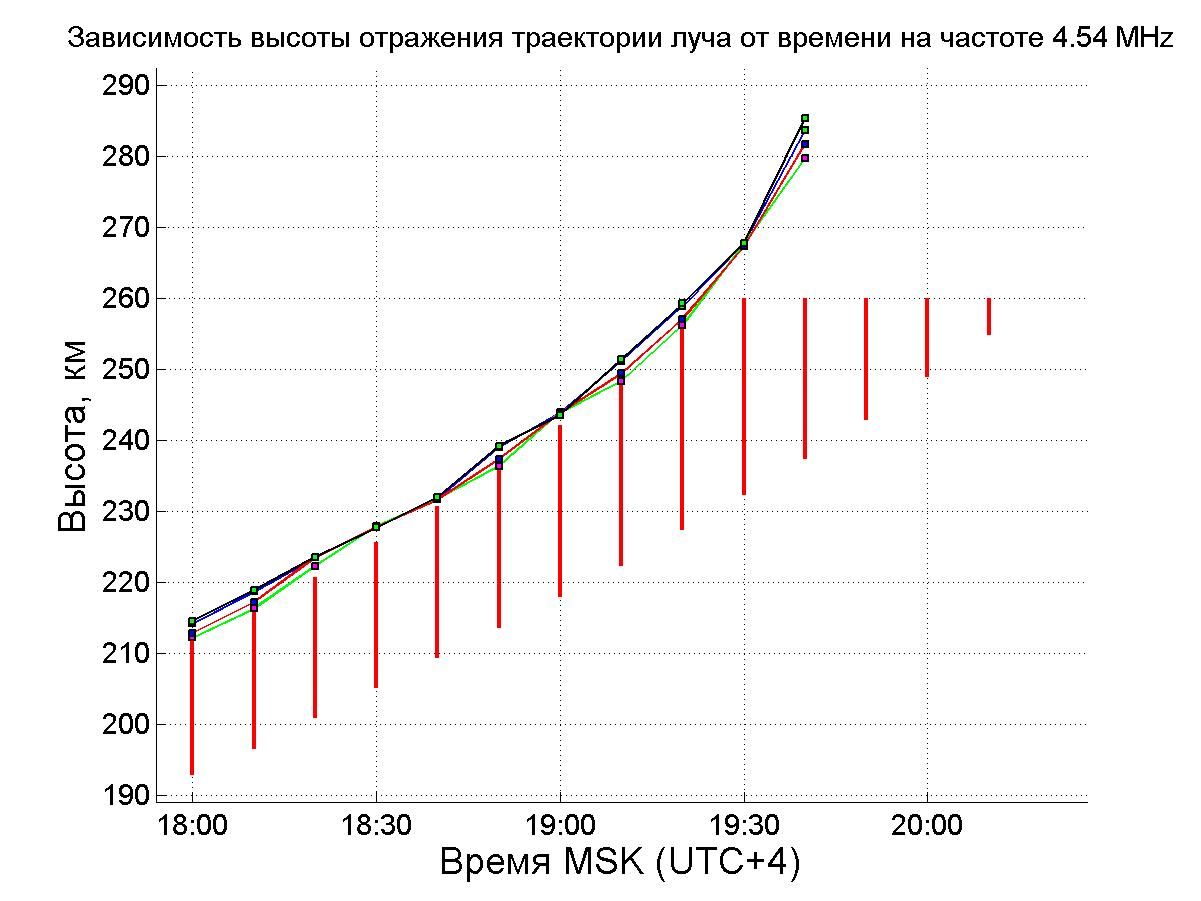 Зависимость высоты отражения траектории луча от времени на частоте 4.54 MHz
290
280
270
260
250
240
230
220
210
200
190
Высота, км
18:00 18:30 19:00 19:30 20:00
Время MSK (UTC+4)